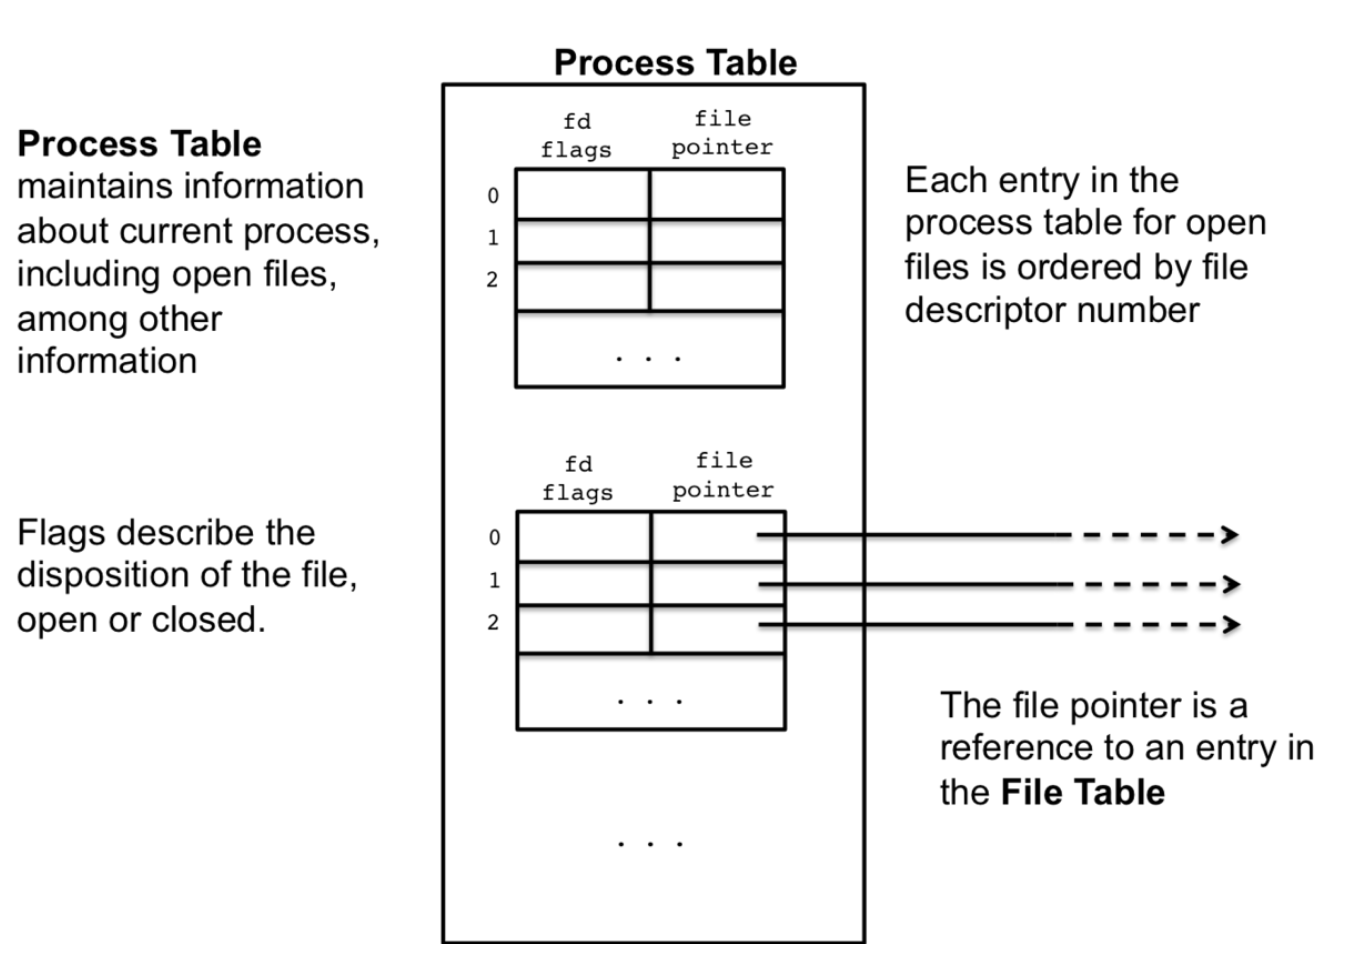 Process Table
Process Table
maintains information
about current process,
including open files,
among other
information
fd
flags
file
pointer
0
1
2
. . .
Each entry in the
process table for open
files is ordered by file
descriptor number
Flags describe the
disposition of the file,
open or closed.
fd
flags
file
pointer
0
1
2
. . .
The file pointer is a
reference to an entry in
the File Table
. . .